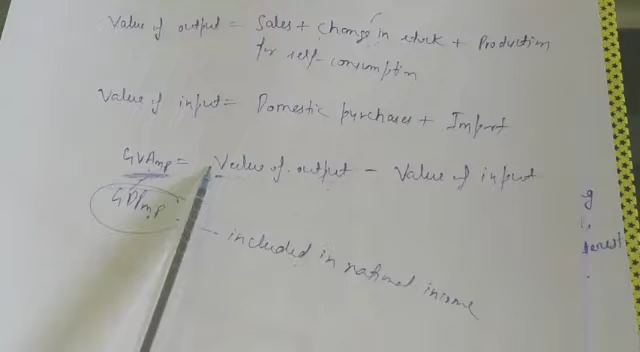 Value of output = Sales + Change in stock + Production
for self-consumption
Value of input = Domestic purchases + Import
GVAmp = Value of output - Value of input
GDPmp
-- included in national income
g
terest